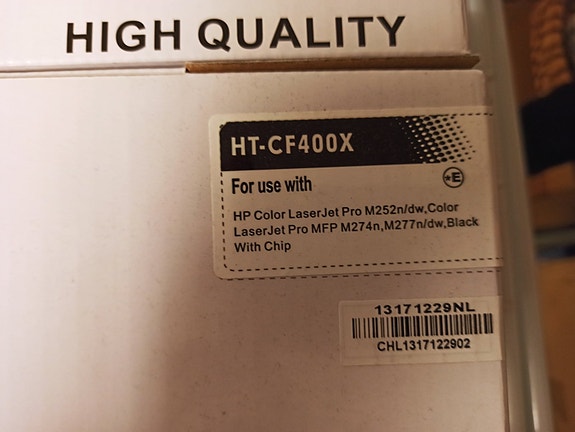 HIGH QUALITY
HT-CF400X
For use with
E
HP Color LaserJet Pro M252n/dw,Color
LaserJet Pro MFP M274n,M277n/dw,Black
With Chip
13171229NL
CHL1317122902